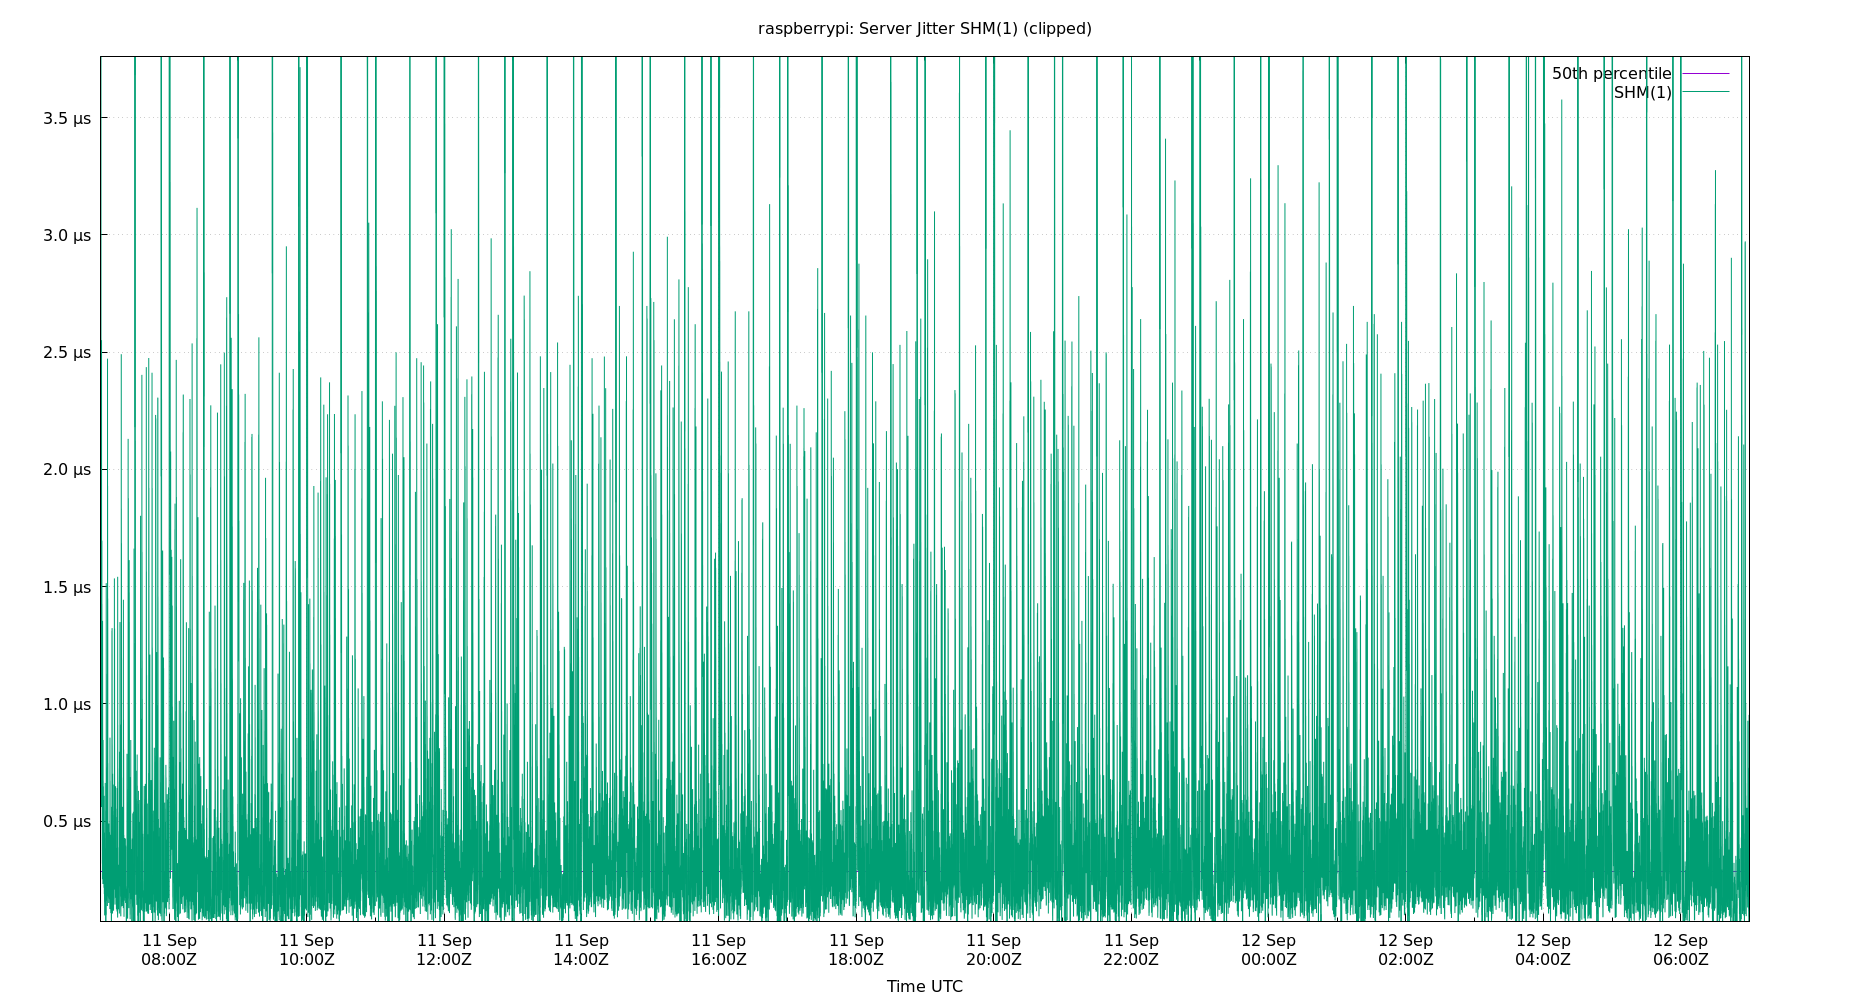 raspberrypi: Server Jitter SHM(1) (clipped)
50th percentile
SHM(1)
3.5 µs
3.0 µs
2.5 µs
2.0 µs
1.5 µs
1.0 µs
0.5 µs
11 Sep 11 Sep 11 Sep 11 Sep 11 Sep 11 Sep 11 Sep 11 Sep 12 Sep 12 Sep 12 Sep 12 Sep
08:00Z 10:00Z 12:00Z 14:00Z 16:00Z 18:00Z 20:00Z 22:00Z 00:00Z 02:00Z 04:00Z 06:00Z
Time UTC